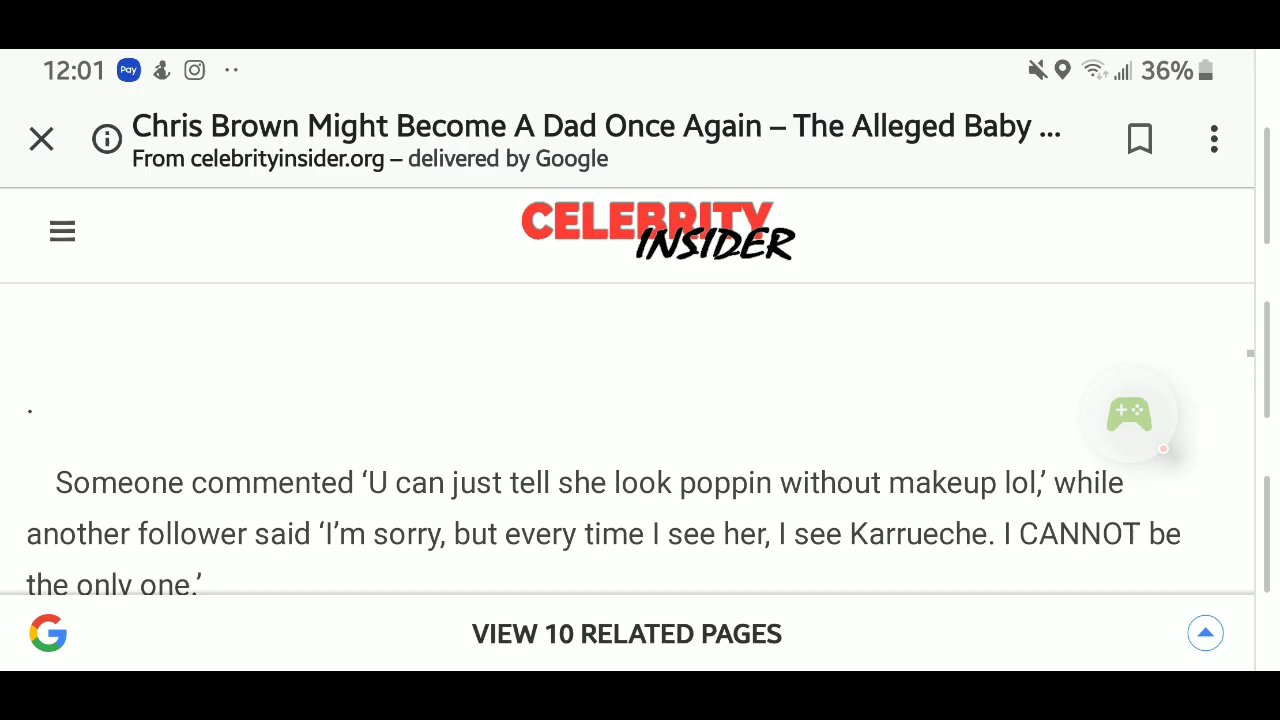 12:01 Pay 36%
Chris Brown Might Become A Dad Once Again – The Alleged Baby ...
From celebrityinsider.org – delivered by Google
CELEBRITY
INSIDER
.
Someone commented ‘U can just tell she look poppin without makeup lol,’ while
another follower said ‘I’m sorry, but every time I see her, I see Karrueche. I CANNOT be
the only one.’
VIEW 10 RELATED PAGES